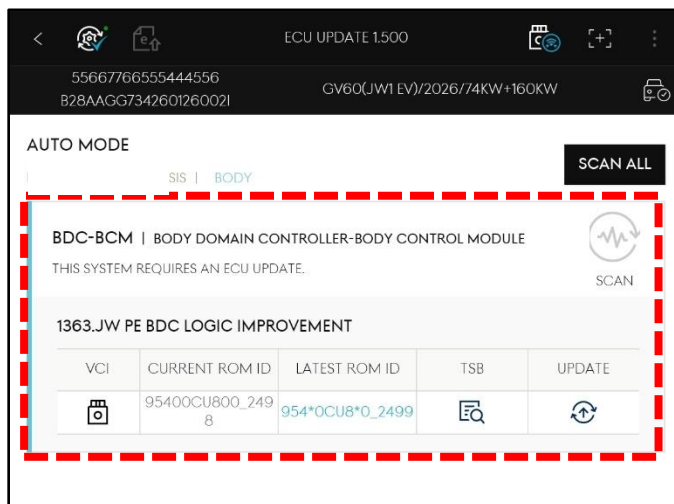 ECU UPDATE 1.500
55667766555444556
B28AAGG734260126002I
GV60(JW1 EV)/2026/74KW+160KW
AUTO MODE
SCAN ALL
SIS | BODY
BDC-BCM | BODY DOMAIN CONTROLLER-BODY CONTROL MODULE
THIS SYSTEM REQUIRES AN ECU UPDATE.
SCAN
1363.JW PE BDC LOGIC IMPROVEMENT
VCI CURRENT ROM ID LATEST ROM ID TSB UPDATE
95400CU800_249
8
954*0CU8*0_2499